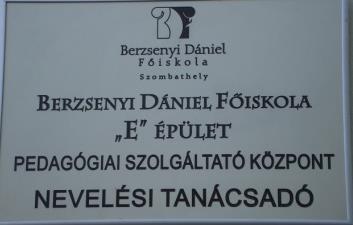 Berzsenyi Dániel
Főiskola
Szombathely
BERZSENYI DÁNIEL FŐISKOLA
„E” ÉPÜLET
PEDAGÓGIAI SZOLGÁLTATÓ KÖZPONT
NEVELÉSI TANÁCSADÓ